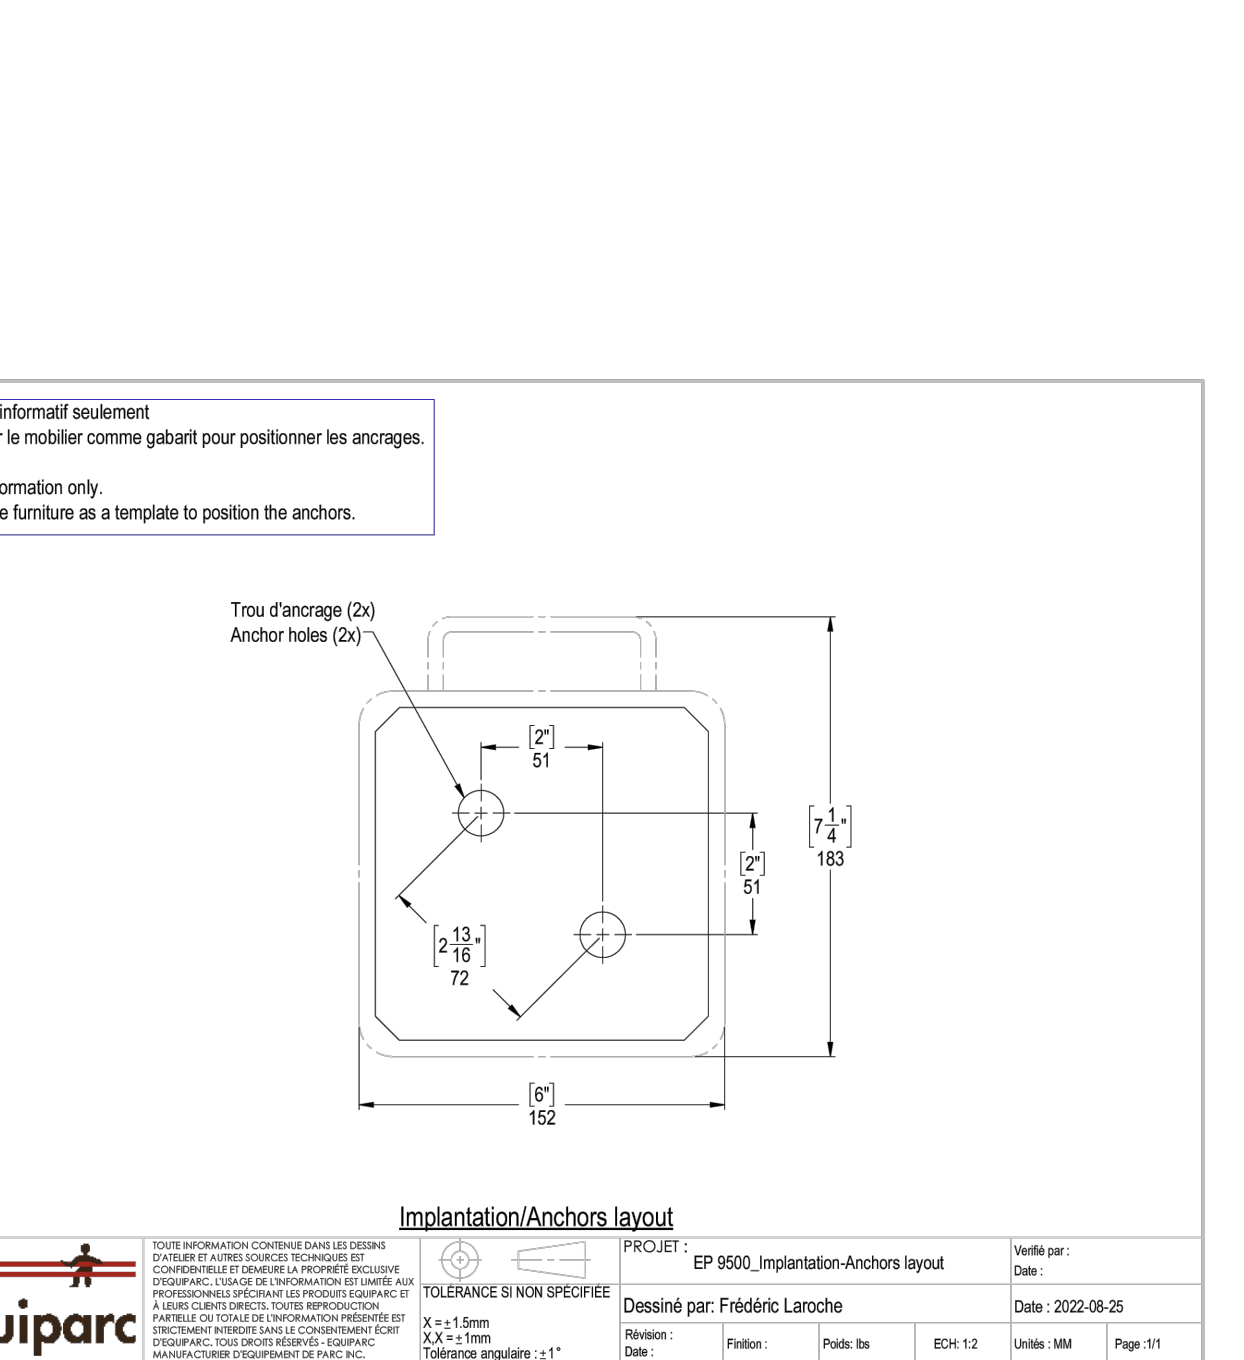 informatif seulement
r le mobilier comme gabarit pour positionner les ancrages.
ormation only.
e furniture as a template to position the anchors.
Trou d'ancrage (2x)
Anchor holes (2x)
[2"]
51
[7 1/4"]
183
[2"]
51
[2 13/16"]
72
[6"]
152
Implantation/Anchors layout
uiparc
TOUTE INFORMATION CONTENUE DANS LES DESSINS
D'ATELIER ET AUTRES SOURCES TECHNIQUES EST
CONFIDENTIELLE ET DEMEURE LA PROPRIÉTÉ EXCLUSIVE
D'EQUIPARC. L'USAGE DE L'INFORMATION EST LIMITÉE AUX
PROFESSIONNELS SPÉCIFIANT LES PRODUITS EQUIPARC ET
À LEURS CLIENTS DIRECTS. TOUTES REPRODUCTION
PARTIELLE OU TOTALE DE L'INFORMATION PRÉSENTÉE EST
STRICTEMENT INTERDITE SANS LE CONSENTEMENT ÉCRIT
D'EQUIPARC. TOUS DROITS RÉSERVÉS - EQUIPARC
MANUFACTURIER D'EQUIPEMENT DE PARC INC.
TOLÉRANCE SI NON SPÉCIFIÉE
X =±1.5mm
X,X =±1mm
Tolérance angulaire : ±1°
PROJET :
EP 9500_Implantation-Anchors layout
Verifié par :
Date :
Dessiné par: Frédéric Laroche
Date : 2022-08-25
Révision :
Date :
Finition :
Poids: lbs
ECH: 1:2
Unités : MM
Page :1/1